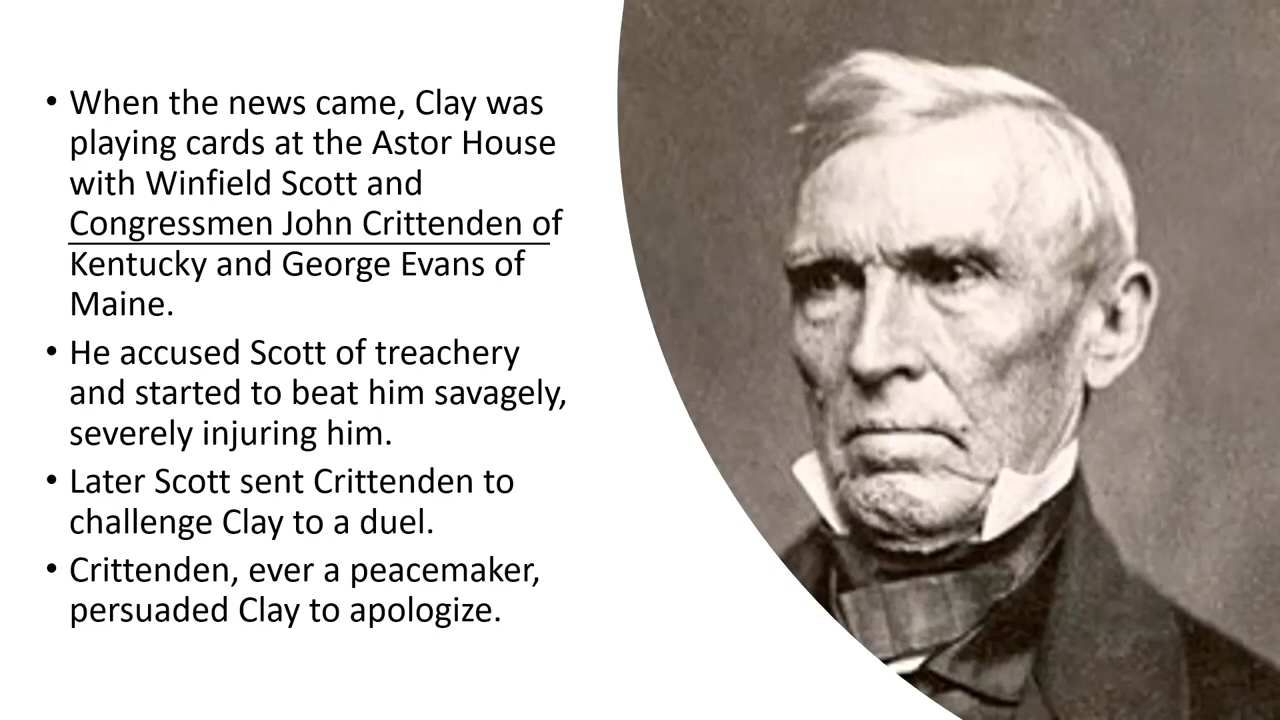 • When the news came, Clay was
playing cards at the Astor House
with Winfield Scott and
Congressmen John Crittenden of
Kentucky and George Evans of
Maine.
• He accused Scott of treachery
and started to beat him savagely,
severely injuring him.
• Later Scott sent Crittenden to
challenge Clay to a duel.
• Crittenden, ever a peacemaker,
persuaded Clay to apologize.